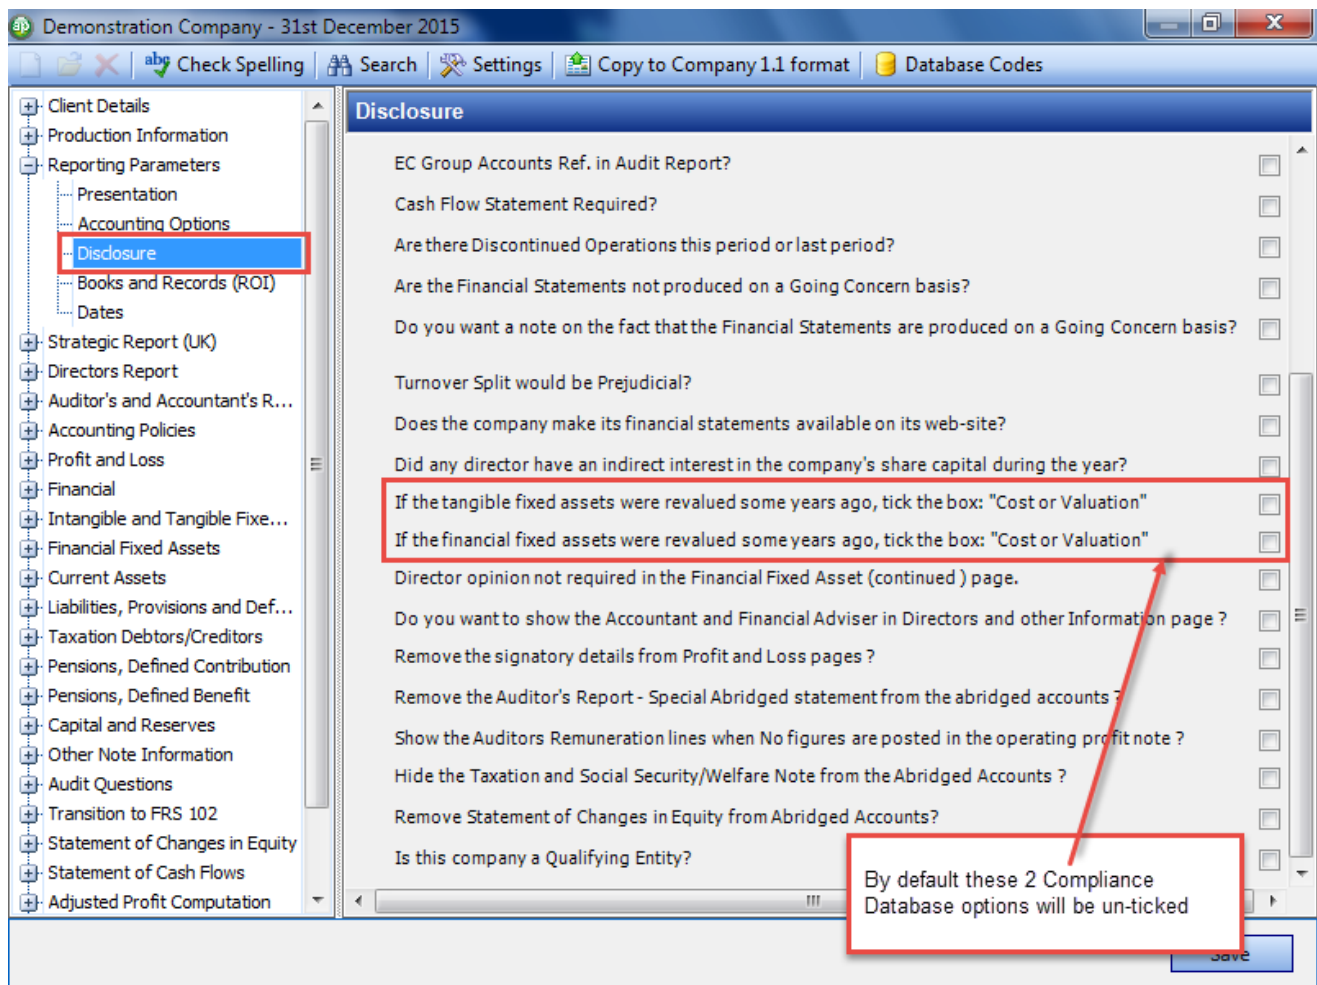 Demonstration Company - 31st December 2015
Check Spelling
Search
Settings
Copy to Company 1.1 format
Database Codes
Client Details
Production Information
Reporting Parameters
Presentation
Accounting Options
Disclosure
Books and Records (ROI)
Dates
Strategic Report (UK)
Directors Report
Auditor's and Accountant's R...
Accounting Policies
Profit and Loss
Financial
Intangible and Tangible Fixe...
Financial Fixed Assets
Current Assets
Liabilities, Provisions and Def...
Taxation Debtors/Creditors
Pensions, Defined Contribution
Pensions, Defined Benefit
Capital and Reserves
Other Note Information
Audit Questions
Transition to FRS 102
Statement of Changes in Equity
Statement of Cash Flows
Adjusted Profit Computation
Disclosure
EC Group Accounts Ref. in Audit Report?
Cash Flow Statement Required?
Are there Discontinued Operations this period or last period?
Are the Financial Statements not produced on a Going Concern basis?
Do you want a note on the fact that the Financial Statements are produced on a Going Concern basis?
Turnover Split would be Prejudicial?
Does the company make its financial statements available on its web-site?
Did any director have an indirect interest in the company's share capital during the year?
If the tangible fixed assets were revalued some years ago, tick the box: "Cost or Valuation"
If the financial fixed assets were revalued some years ago, tick the box: "Cost or Valuation"
Director opinion not required in the Financial Fixed Asset (continued ) page.
Do you want to show the Accountant and Financial Adviser in Directors and other Information page ?
Remove the signatory details from Profit and Loss pages ?
Remove the Auditor's Report - Special Abridged statement from the abridged accounts ?
Show the Auditors Remuneration lines when No figures are posted in the operating profit note ?
Hide the Taxation and Social Security/Welfare Note from the Abridged Accounts ?
Remove Statement of Changes in Equity from Abridged Accounts?
Is this company a Qualifying Entity?
By default these 2 Compliance
Database options will be un-ticked
Save